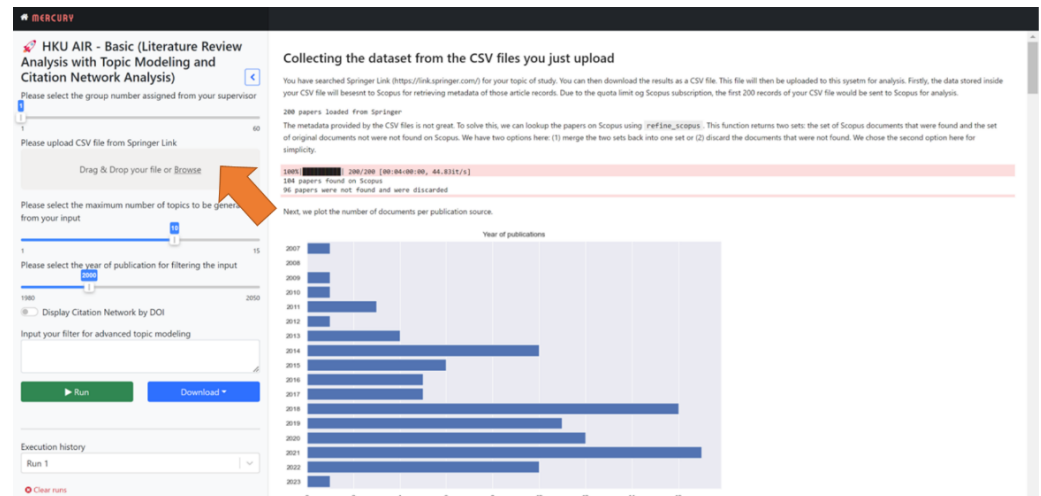 MERCURY
🚀 HKU AIR - Basic (Literature Review
Analysis with Topic Modeling and
Citation Network Analysis)
Please select the group number assigned from your supervisor
1
1 60
Please upload CSV file from Springer Link
Drag & Drop your file or Browse
Please select the maximum number of topics to be genera
from your input
10
1 15
Please select the year of publication for filtering the input
2000
1980 2050
Display Citation Network by DOI
Input your filter for advanced topic modeling
Run
Download
Execution history
Run 1
Clear runs
Collecting the dataset from the CSV files you just upload
You have searched Springer Link (https://link.springer.com/) for your topic of study. You can then download the results as a CSV file. This file will then be uploaded to this sysetm for analysis. Firstly, the data stored inside
your CSV file will besesnt to Scopus for retrieving metadata of those article records. Due to the quota limit og Scopus subscription, the first 200 records of your CSV file would be sent to Scopus for analysis.
200 papers loaded from Springer
The metadata provided by the CSV files is not great. To solve this, we can lookup the papers on Scopus using refine_scopus . This function returns two sets: the set of Scopus documents that were found and the set
of original documents not were not found on Scopus. We have two options here: (1) merge the two sets back into one set or (2) discard the documents that were not found. We chose the second option here for
simplicity.
100%|██████████| 200/200 [00:04<00:00, 44.83it/s]
104 papers found on Scopus
96 papers were not found and were discarded
Next, we plot the number of documents per publication source.
Year of publications
2007
2008
2009
2010
2011
2012
2013
2014
2015
2016
2017
2018
2019
2020
2021
2022
2023